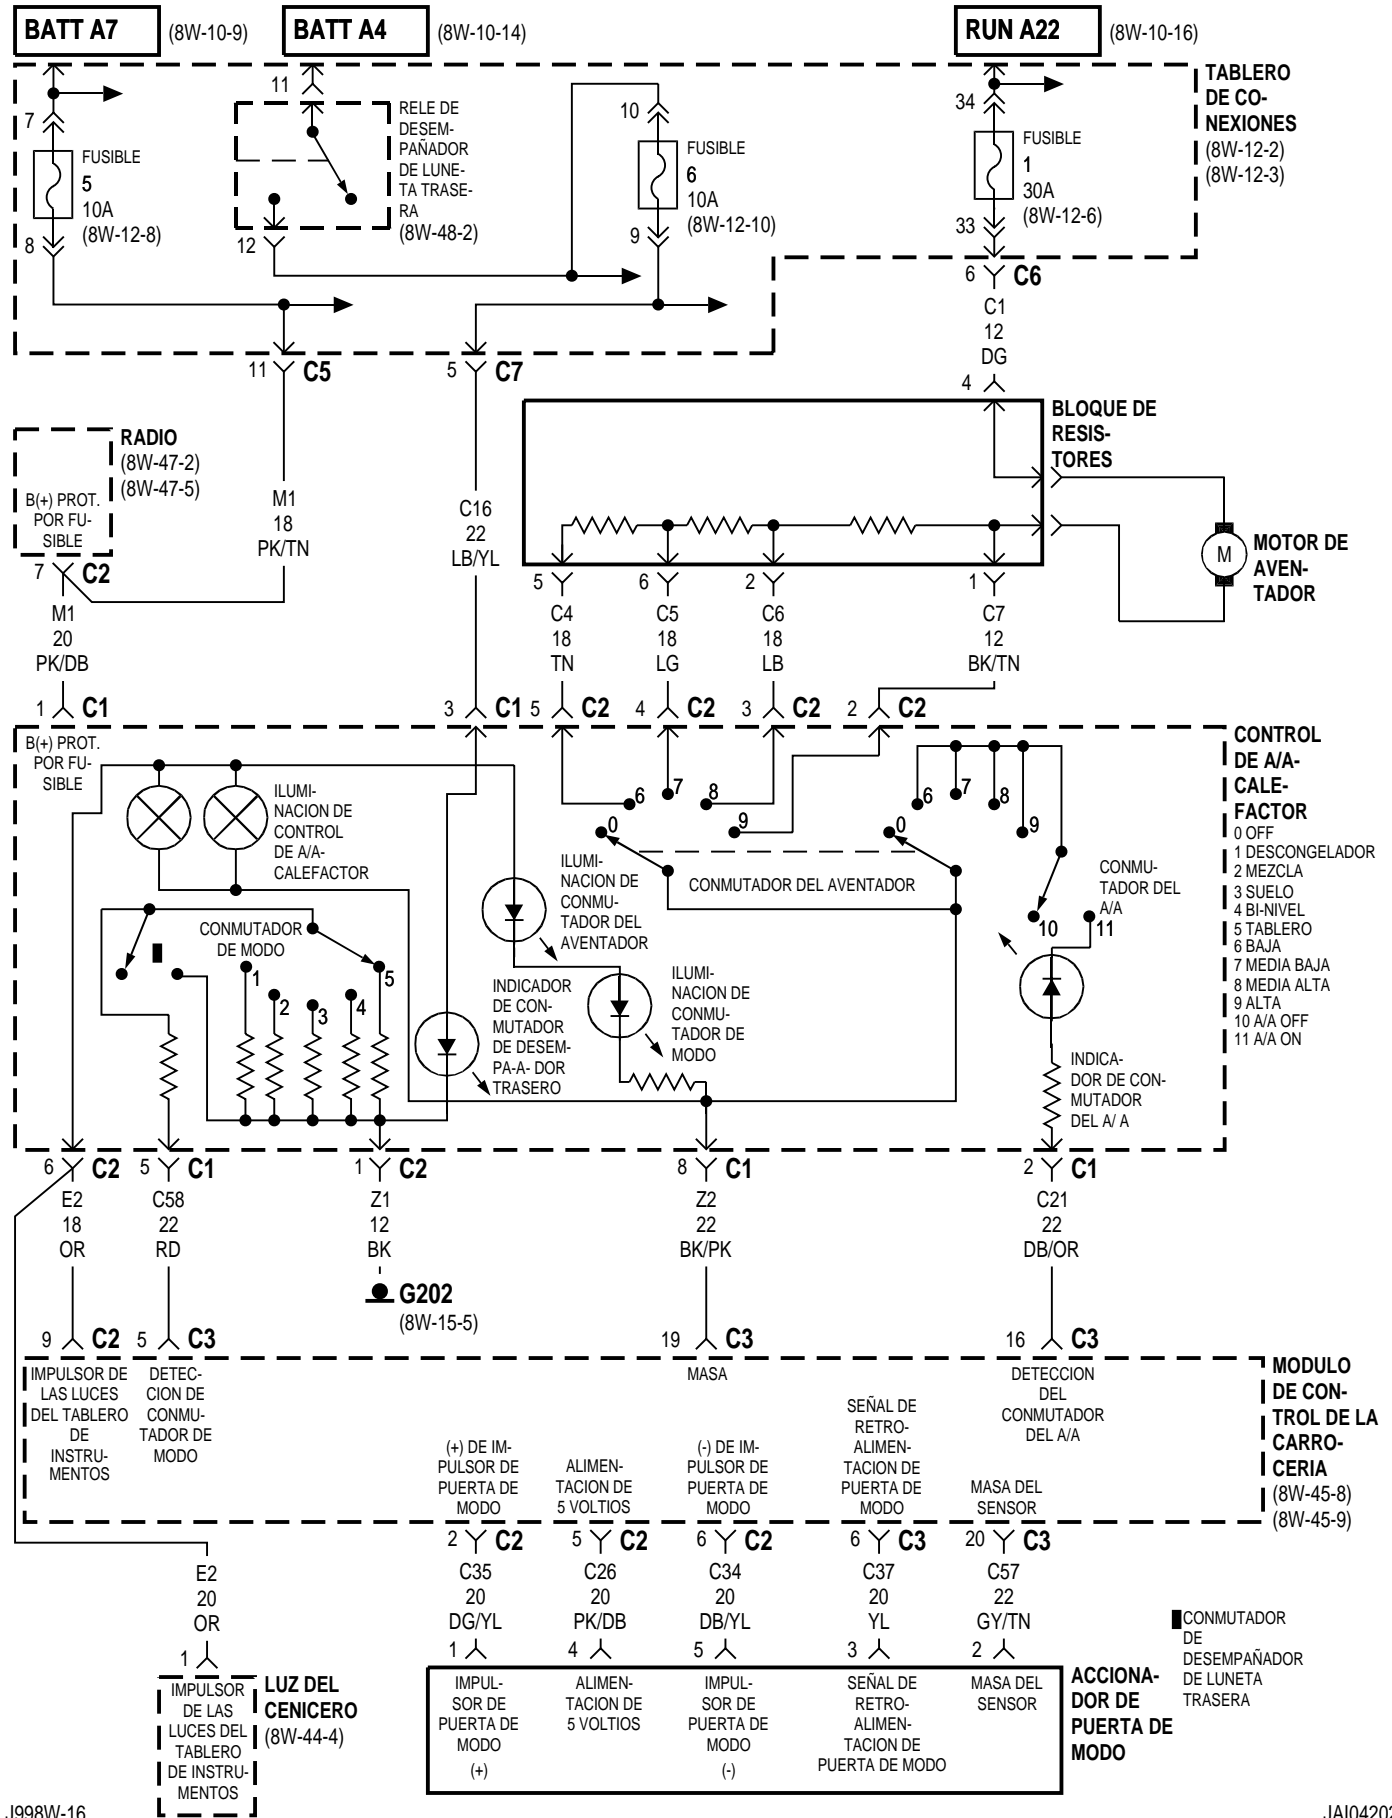 BATT A7 (8W-10-9) BATT A4 (8W-10-14) RUN A22 (8W-10-16)
TABLERO
DE CO-
NEXIONES
(8W-12-2)
(8W-12-3)
7
FUSIBLE
5
10A
(8W-12-8)
8
11
RELE DE
DESEM-
PAÑADOR
DE LUNE-
TA TRASE-
RA
(8W-48-2)
12
10
FUSIBLE
6
10A
(8W-12-10)
9
34
FUSIBLE
1
30A
(8W-12-6)
33
6 C6
C1
12
DG
4
11 C5
5 C7
RADIO
(8W-47-2)
(8W-47-5)
B(+) PROT.
POR FU-
SIBLE
7 C2
M1
18
PK/TN
C16
22
LB/YL
BLOQUE DE
RESIS-
TORES
M
MOTOR DE
AVEN-
TADOR
M1
20
PK/DB
5 6 2 1
C4 C5 C6 C7
18 18 18 12
TN LG LB BK/TN
1 C1 3 C1 5 C2 4 C2 3 C2 2 C2
B(+) PROT.
POR FU-
SIBLE
CONTROL
DE A/A-
CALE-
FACTOR
0 OFF
1 DESCONGELADOR
2 MEZCLA
3 SUELO
4 BI-NIVEL
5 TABLERO
6 BAJA
7 MEDIA BAJA
8 MEDIA ALTA
9 ALTA
10 A/A OFF
11 A/A ON
ILUMI-
NACION DE
CONTROL
DE A/A-
CALEFACTOR
0 6 7 8 9
0 6 7 8 9
CONMUTADOR DEL AVENTADOR
ILUMI-
NACION DE
CONMU-
TADOR DEL
AVENTADOR
CONMU-
TADOR DEL
A/A
10 11
CONMUTADOR
DE MODO
1 2 3 4 5
INDICADOR
DE CON-
MUTADOR
DE DESEM-
PA-A- DOR
TRASERO
ILUMI-
NACION DE
CONMU-
TADOR DE
MODO
INDICA-
DOR DE CON-
MUTADOR
DEL A/ A
6 C2 5 C1 1 C2 8 C1 2 C1
E2 C58 Z1 Z2 C21
18 22 12 22 22
OR RD BK BK/PK DB/OR
G202
(8W-15-5)
9 C2 5 C3 19 C3 16 C3
MODULO
DE CON-
TROL DE LA
CARRO-
CERIA
(8W-45-8)
(8W-45-9)
IMPULSOR DE
LAS LUCES
DEL TABLERO
DE
INSTRU-
MENTOS
DETEC-
CION DE
CONMU-
TADOR DE
MODO
MASA
DETECCION
DEL
CONMUTADOR
DEL A/A
(+) DE IM-
PULSOR DE
PUERTA DE
MODO
ALIMEN-
TACION DE
5 VOLTIOS
(-) DE IM-
PULSOR DE
PUERTA DE
MODO
SEÑAL DE
RETRO-
ALIMEN-
TACION DE
PUERTA DE
MODO
MASA DEL
SENSOR
2 C2 5 C2 6 C2 6 C3 20 C3
C35 C26 C34 C37 C57
20 20 20 20 22
DG/YL PK/DB DB/YL YL GY/TN
1 4 5 3 2
E2
20
OR
1
IMPULSOR
DE LAS
LUCES DEL
TABLERO
DE INSTRU-
MENTOS
LUZ DEL
CENICERO
(8W-44-4)
IMPUL-
SOR DE
PUERTA DE
MODO
(+)
ALIMEN-
TACION DE
5 VOLTIOS
IMPUL-
SOR DE
PUERTA DE
MODO
(-)
SEÑAL DE
RETRO-
ALIMEN-
TACION DE
PUERTA DE MODO
MASA DEL
SENSOR
ACCIONA-
DOR DE
PUERTA DE
MODO
CONMUTADOR
DE
DESEMPAÑADOR
DE LUNETA
TRASERA
J998W-16 JAI04202